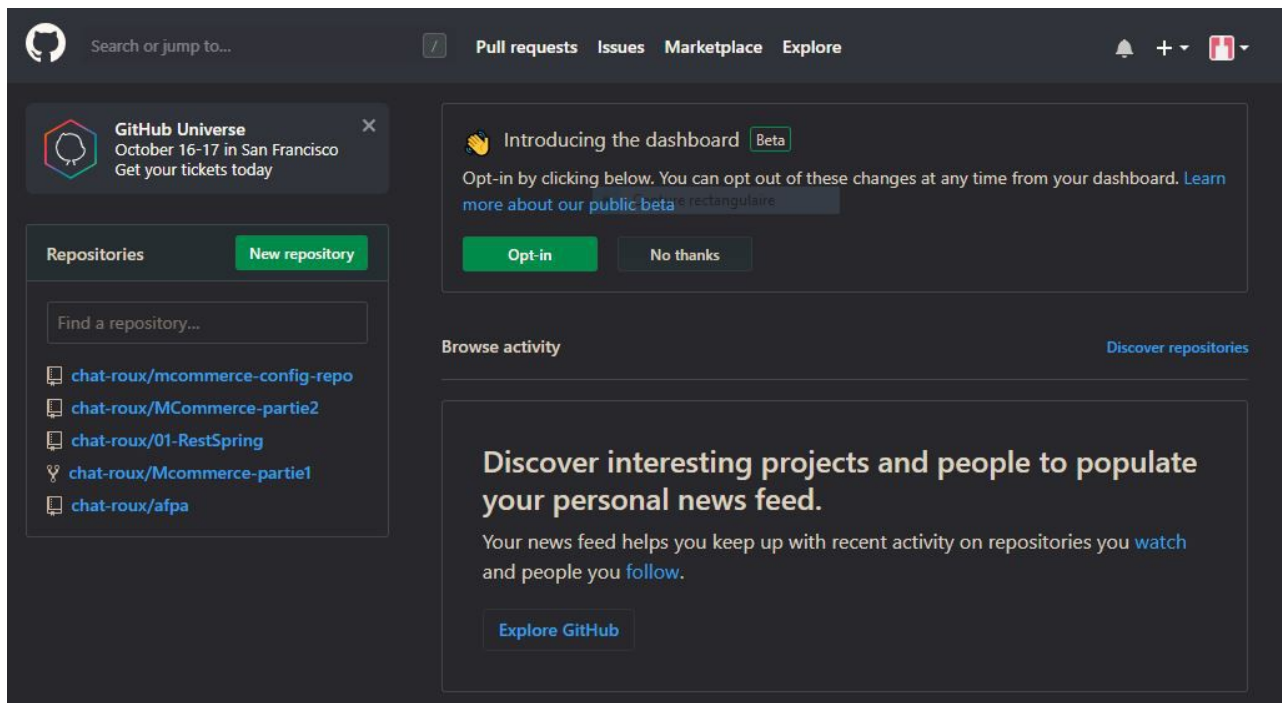 Search or jump to...
/
Pull requests Issues Marketplace Explore
GitHub Universe
October 16-17 in San Francisco
Get your tickets today
Repositories
New repository
Find a repository...
chat-roux/mcommerce-config-repo
chat-roux/MCommerce-partie2
chat-roux/01-RestSpring
chat-roux/Mcommerce-partie1
chat-roux/afpa
Introducing the dashboard Beta
Opt-in by clicking below. You can opt out of these changes at any time from your dashboard. Learn
more about our public beta
rectangulaire
Opt-in
No thanks
Browse activity
Discover repositories
Discover interesting projects and people to populate
your personal news feed.
Your news feed helps you keep up with recent activity on repositories you watch
and people you follow.
Explore GitHub